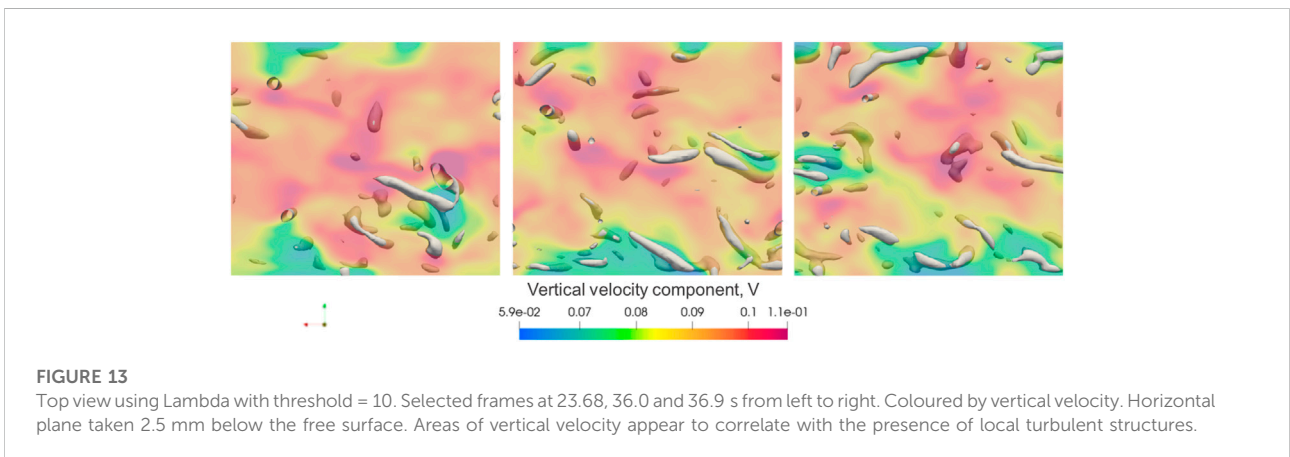 Vertical velocity component, V
5.9e-02 0.07 0.08 0.09 0.1 1.1e-01
FIGURE 13
Top view using Lambda with threshold = 10. Selected frames at 23.68, 36.0 and 36.9 s from left to right. Coloured by vertical velocity. Horizontal
plane taken 2.5 mm below the free surface. Areas of vertical velocity appear to correlate with the presence of local turbulent structures.